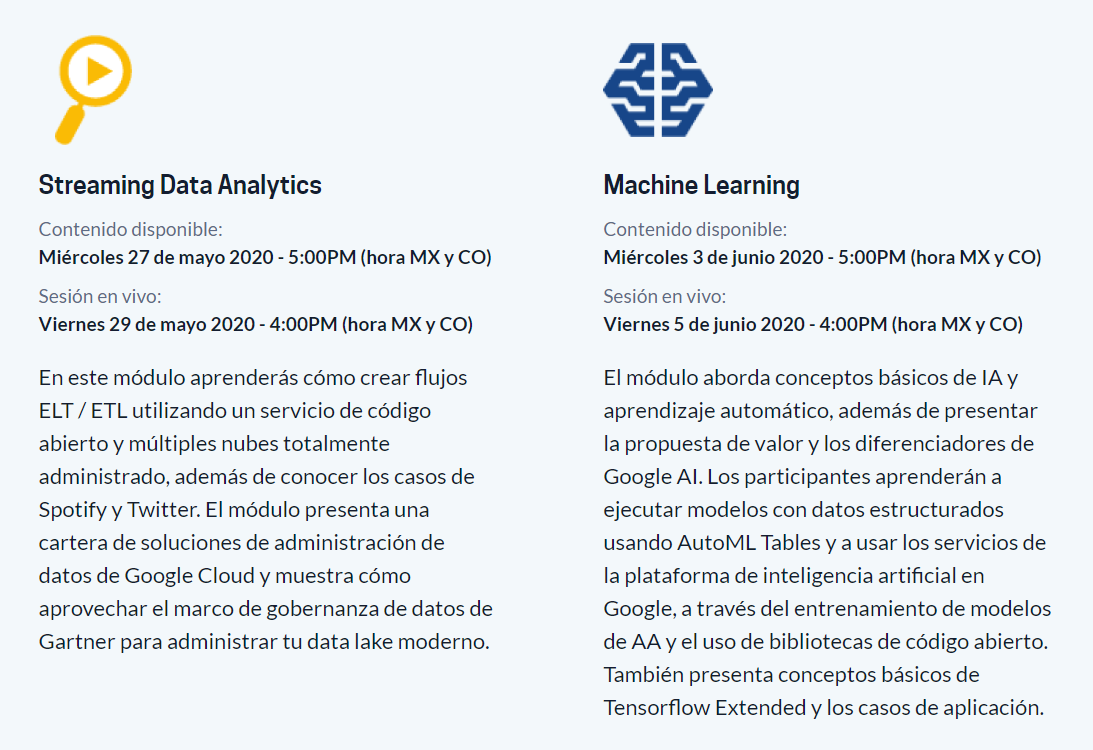 Streaming Data Analytics
Contenido disponible:
Miércoles 27 de mayo 2020 - 5:00PM (hora MX y CO)
Sesión en vivo:
Viernes 29 de mayo 2020 - 4:00PM (hora MX y CO)
En este módulo aprenderás cómo crear flujos
ELT / ETL utilizando un servicio de código
abierto y múltiples nubes totalmente
administrado, además de conocer los casos de
Spotify y Twitter. El módulo presenta una
cartera de soluciones de administración de
datos de Google Cloud y muestra cómo
aprovechar el marco de gobernanza de datos de
Gartner para administrar tu data lake moderno.
Machine Learning
Contenido disponible:
Miércoles 3 de junio 2020 - 5:00PM (hora MX y CO)
Sesión en vivo:
Viernes 5 de junio 2020 - 4:00PM (hora MX y CO)
El módulo aborda conceptos básicos de IA y
aprendizaje automático, además de presentar
la propuesta de valor y los diferenciadores de
Google AI. Los participantes aprenderán a
ejecutar modelos con datos estructurados
usando AutoML Tables y a usar los servicios de
la plataforma de inteligencia artificial en
Google, a través del entrenamiento de modelos
de AA y el uso de bibliotecas de código abierto.
También presenta conceptos básicos de
Tensorflow Extended y los casos de aplicación.